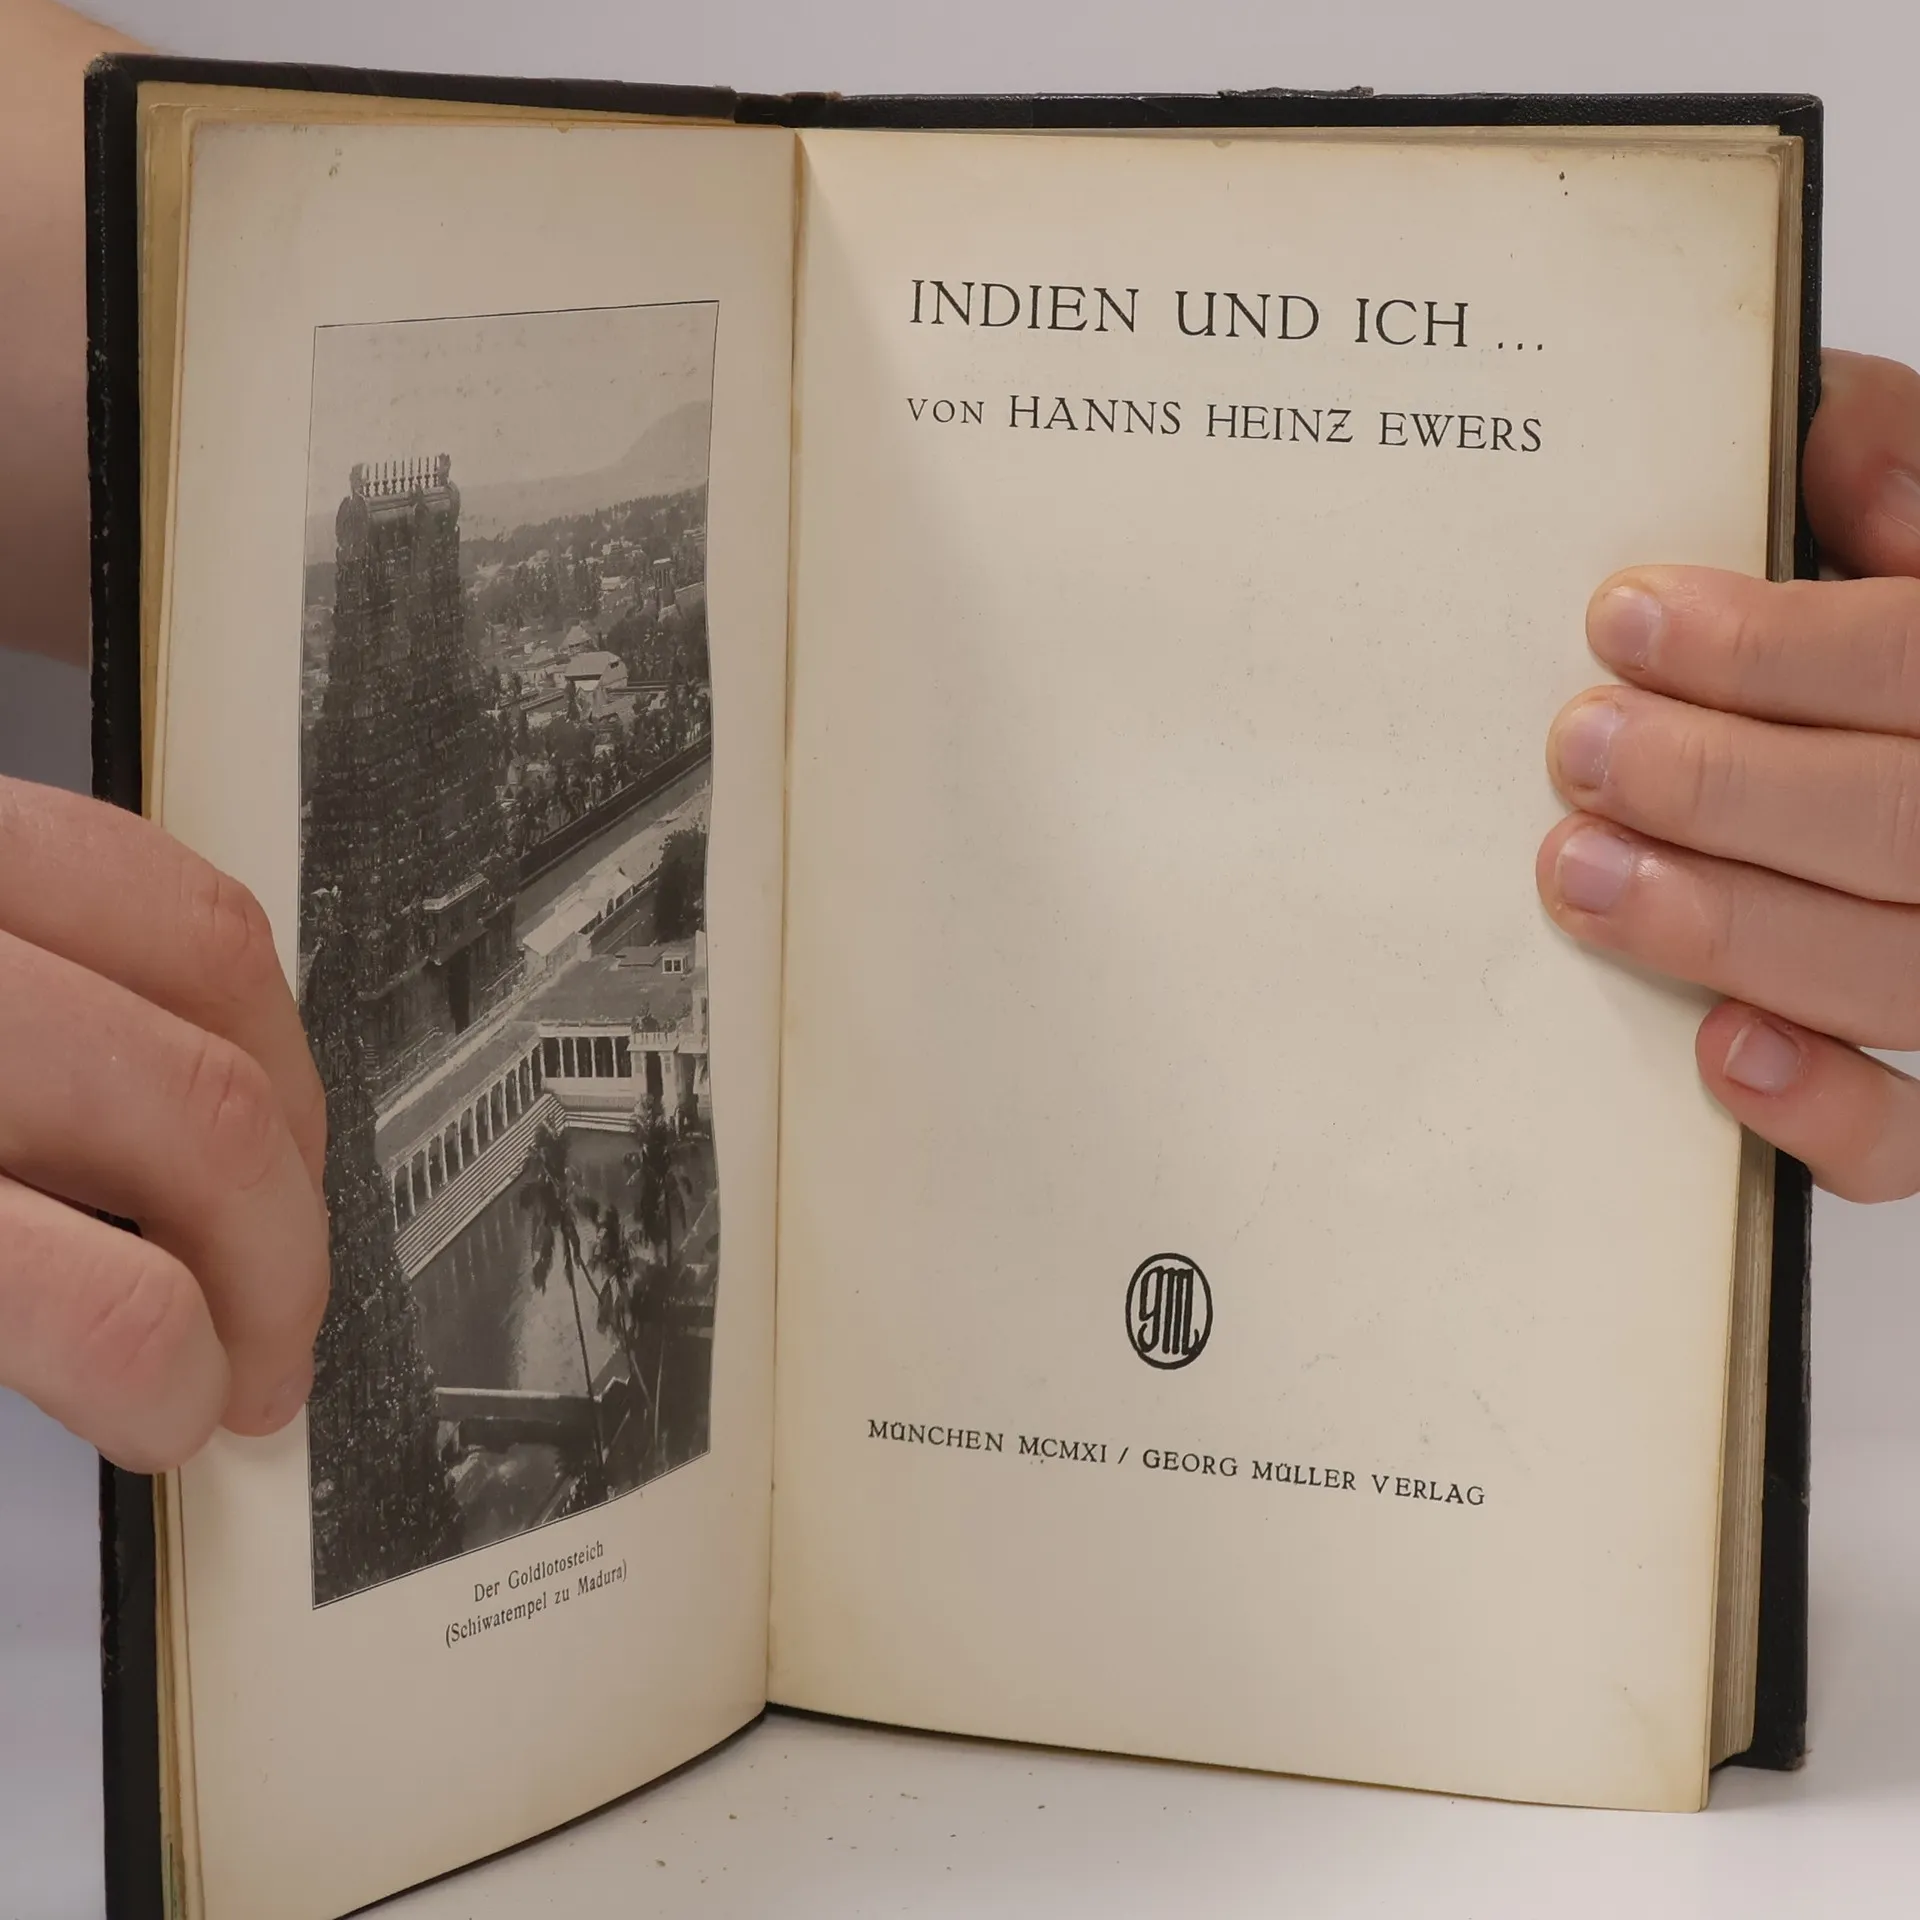 Der Goldlotosteich
(Schiwatempel zu Madura)
INDIEN UND ICH ...
VON HANNS HEINZ EWERS
GM
MÜNCHEN MCMXI / GEORG MÜLLER VERLAG